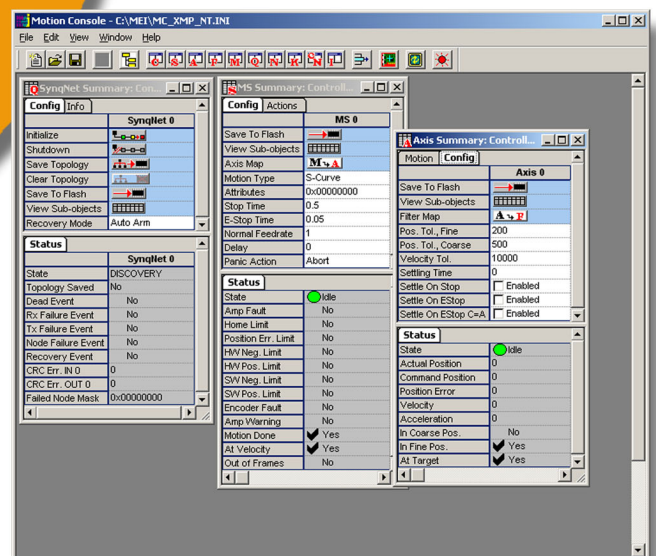 Motion Console - C:\MEI\MC_XMP_NT.INI
File Edit View Window Help
SynqNet Summary: Con...
Config Info
SynqNet 0
Initialize
Shutdown
Save Topology
Clear Topology
Save To Flash
View Sub-objects
Recovery Mode Auto Arm
Status
SynqNet 0
State DISCOVERY
Topology Saved No
Dead Event No
Rx Failure Event No
Tx Failure Event No
Node Failure Event No
Recovery Event No
CRC Err. IN 0 0
CRC Err. OUT 0 0
Failed Node Mask 0x00000000
MS Summary: Controll...
Config Actions
MS 0
Save To Flash
View Sub-objects
Axis Map M A
Motion Type S-Curve
Attributes 0x00000000
Stop Time 0.5
E-Stop Time 0.05
Normal Feedrate 1
Delay 0
Panic Action Abort
Status
State Idle
Amp Fault No
Home Limit No
Position Err. Limit No
HW Neg. Limit No
HW Pos. Limit No
SW Neg. Limit No
SW Pos. Limit No
Encoder Fault No
Amp Warning No
Motion Done Yes
At Velocity Yes
Out of Frames No
Axis Summary: Controll...
Motion Config
Axis 0
Save To Flash
View Sub-objects
Filter Map A F
Pos. Tol., Fine 200
Pos. Tol., Coarse 500
Velocity Tol. 10000
Settling Time 0
Settle On Stop Enabled
Settle On EStop Enabled
Settle On EStop C=A Enabled
Status
State Idle
Actual Position 0
Command Position 0
Position Error 0
Velocity 0
Acceleration 0
In Coarse Pos. No
In Fine Pos. Yes
At Target Yes